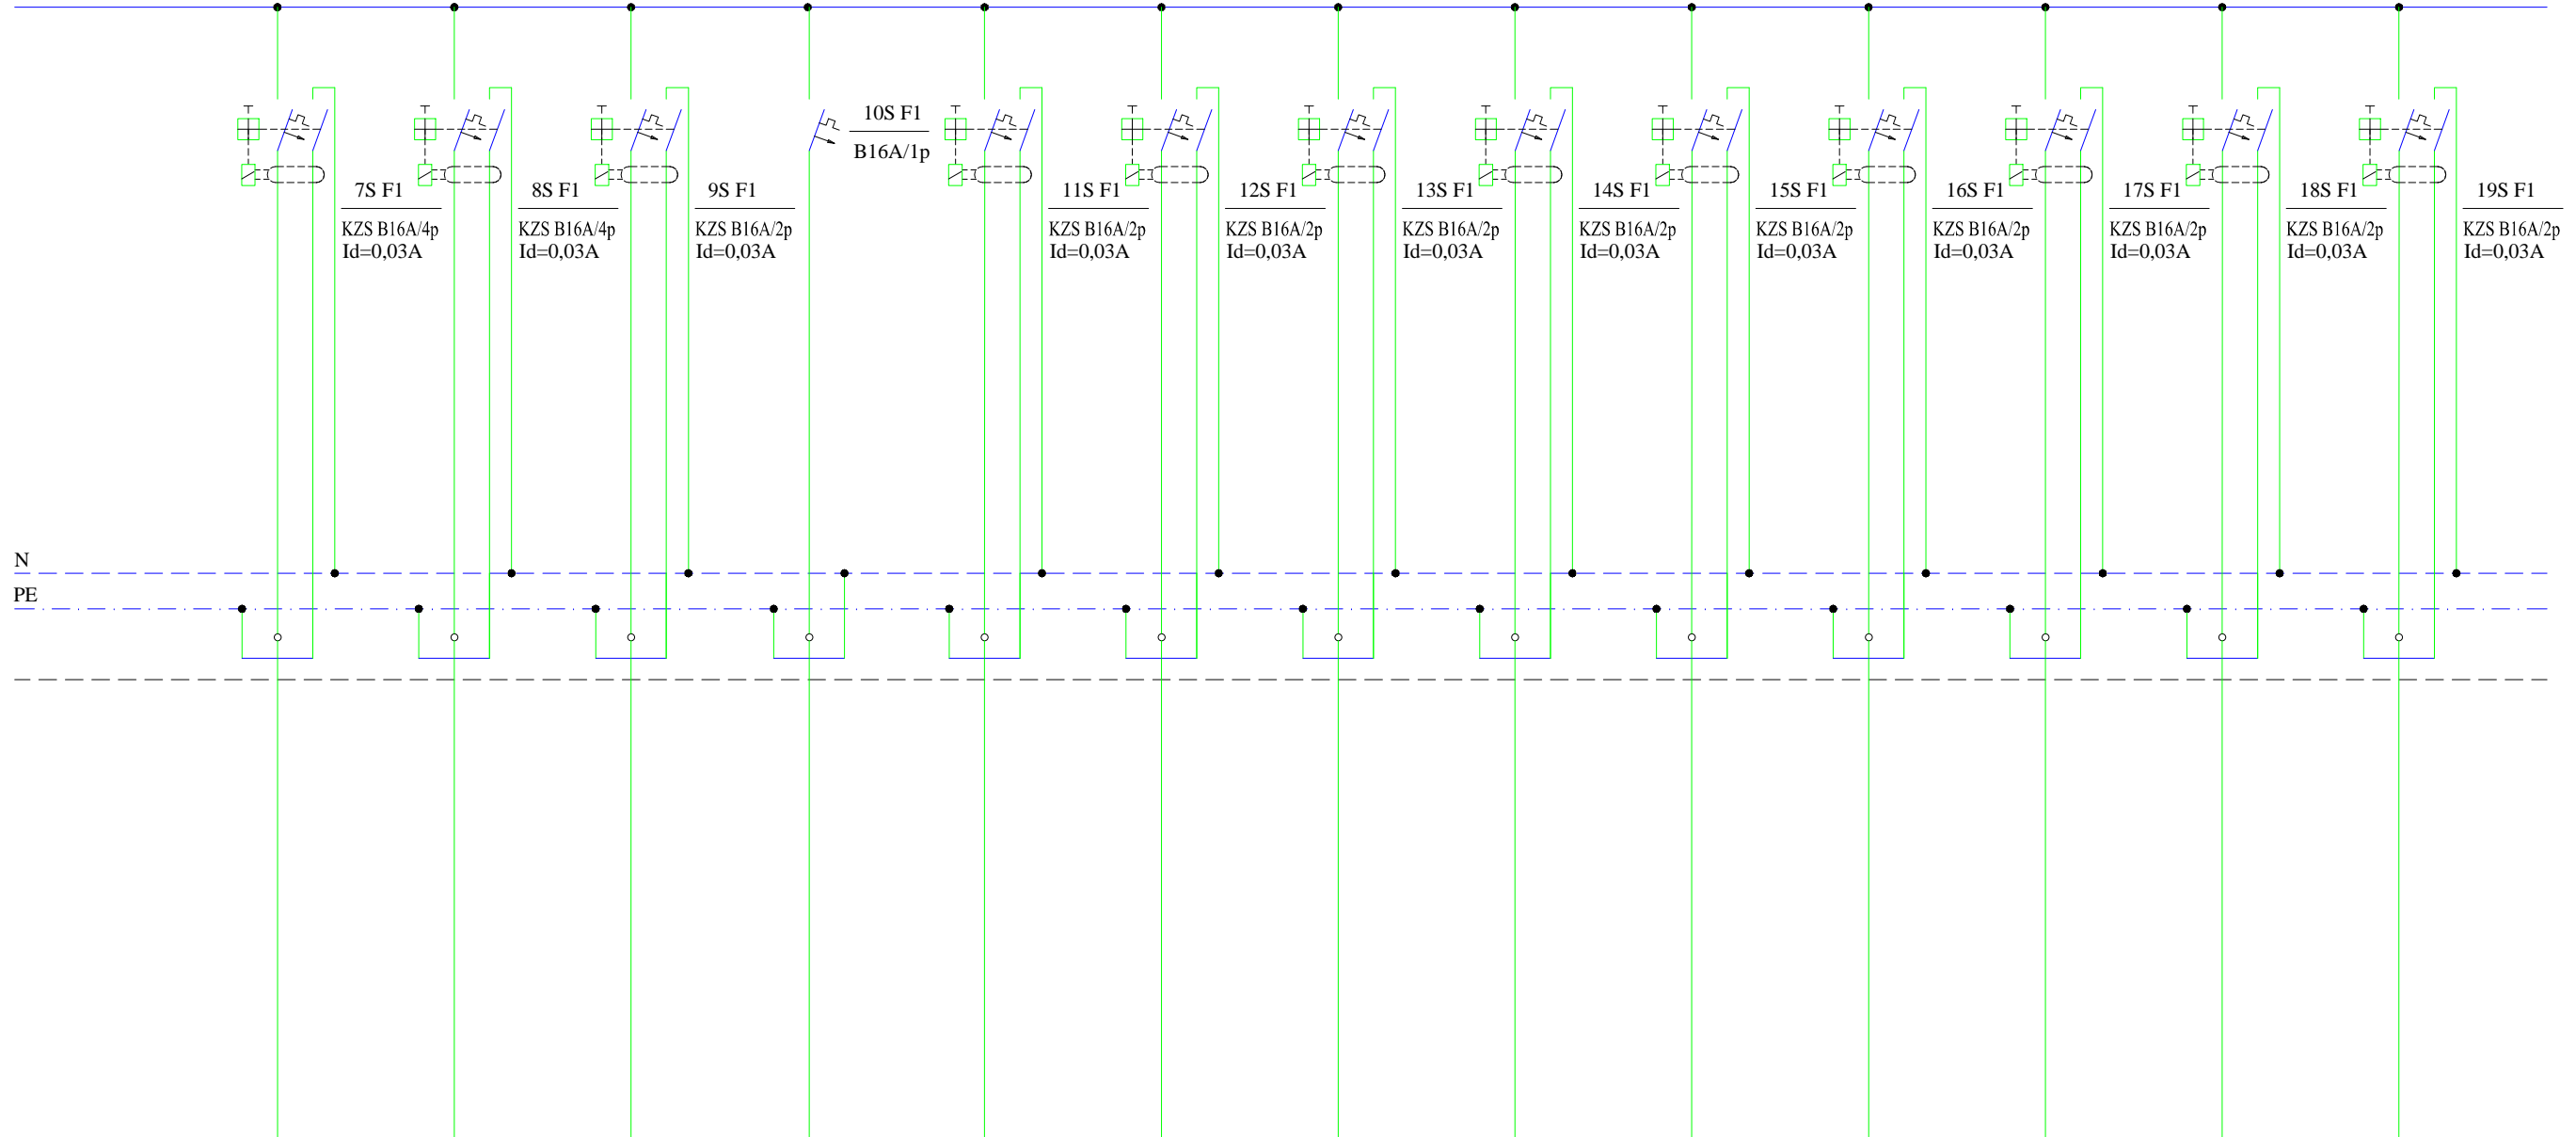 10S F1
B16A/1p
7S F1
KZS B16A/4p
Id=0,03A
8S F1
KZS B16A/4p
Id=0,03A
9S F1
KZS B16A/2p
Id=0,03A
11S F1
KZS B16A/2p
Id=0,03A
12S F1
KZS B16A/2p
Id=0,03A
13S F1
KZS B16A/2p
Id=0,03A
14S F1
KZS B16A/2p
Id=0,03A
15S F1
KZS B16A/2p
Id=0,03A
16S F1
KZS B16A/2p
Id=0,03A
17S F1
KZS B16A/2p
Id=0,03A
18S F1
KZS B16A/2p
Id=0,03A
19S F1
KZS B16A/2p
Id=0,03A
N
PE